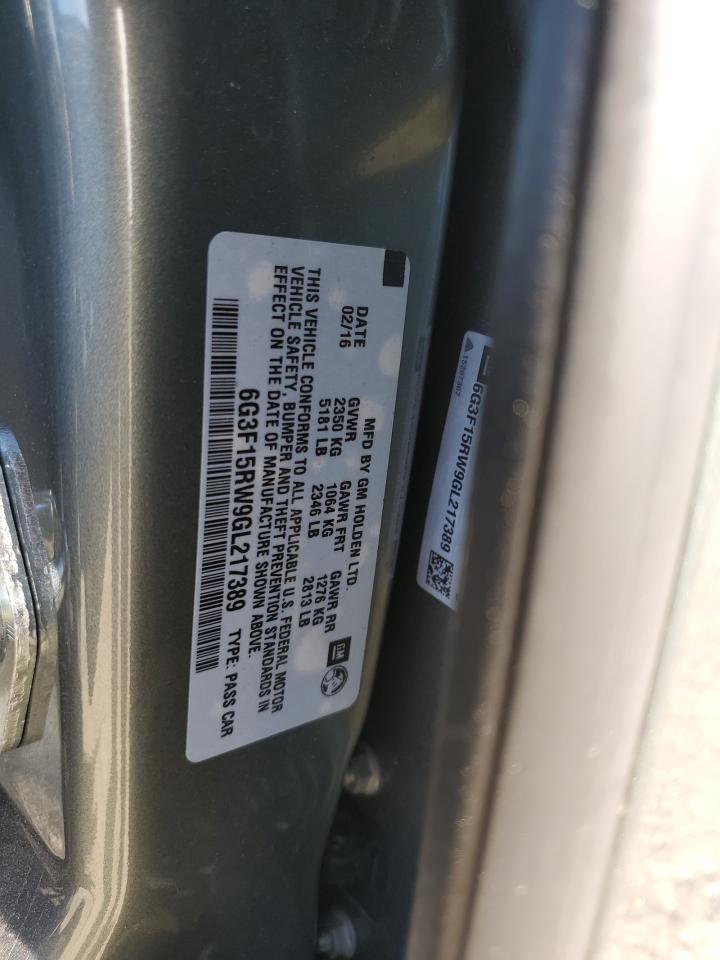 MFD BY GM HOLDEN LTD.
DATE GVWR GAWR FRT GAWR RR
02/16 2350 KG 1064 KG 1276 KG
5181 LB 2346 LB 2813 LB
GM
THIS VEHICLE CONFORMS TO ALL APPLICABLE U.S. FEDERAL MOTOR
VEHICLE SAFETY, BUMPER AND THEFT PREVENTION STANDARDS IN
EFFECT ON THE DATE OF MANUFACTURE SHOWN ABOVE.
6G3F15RW9GL217389 TYPE: PASS CAR
6G3F15RW9GL217389